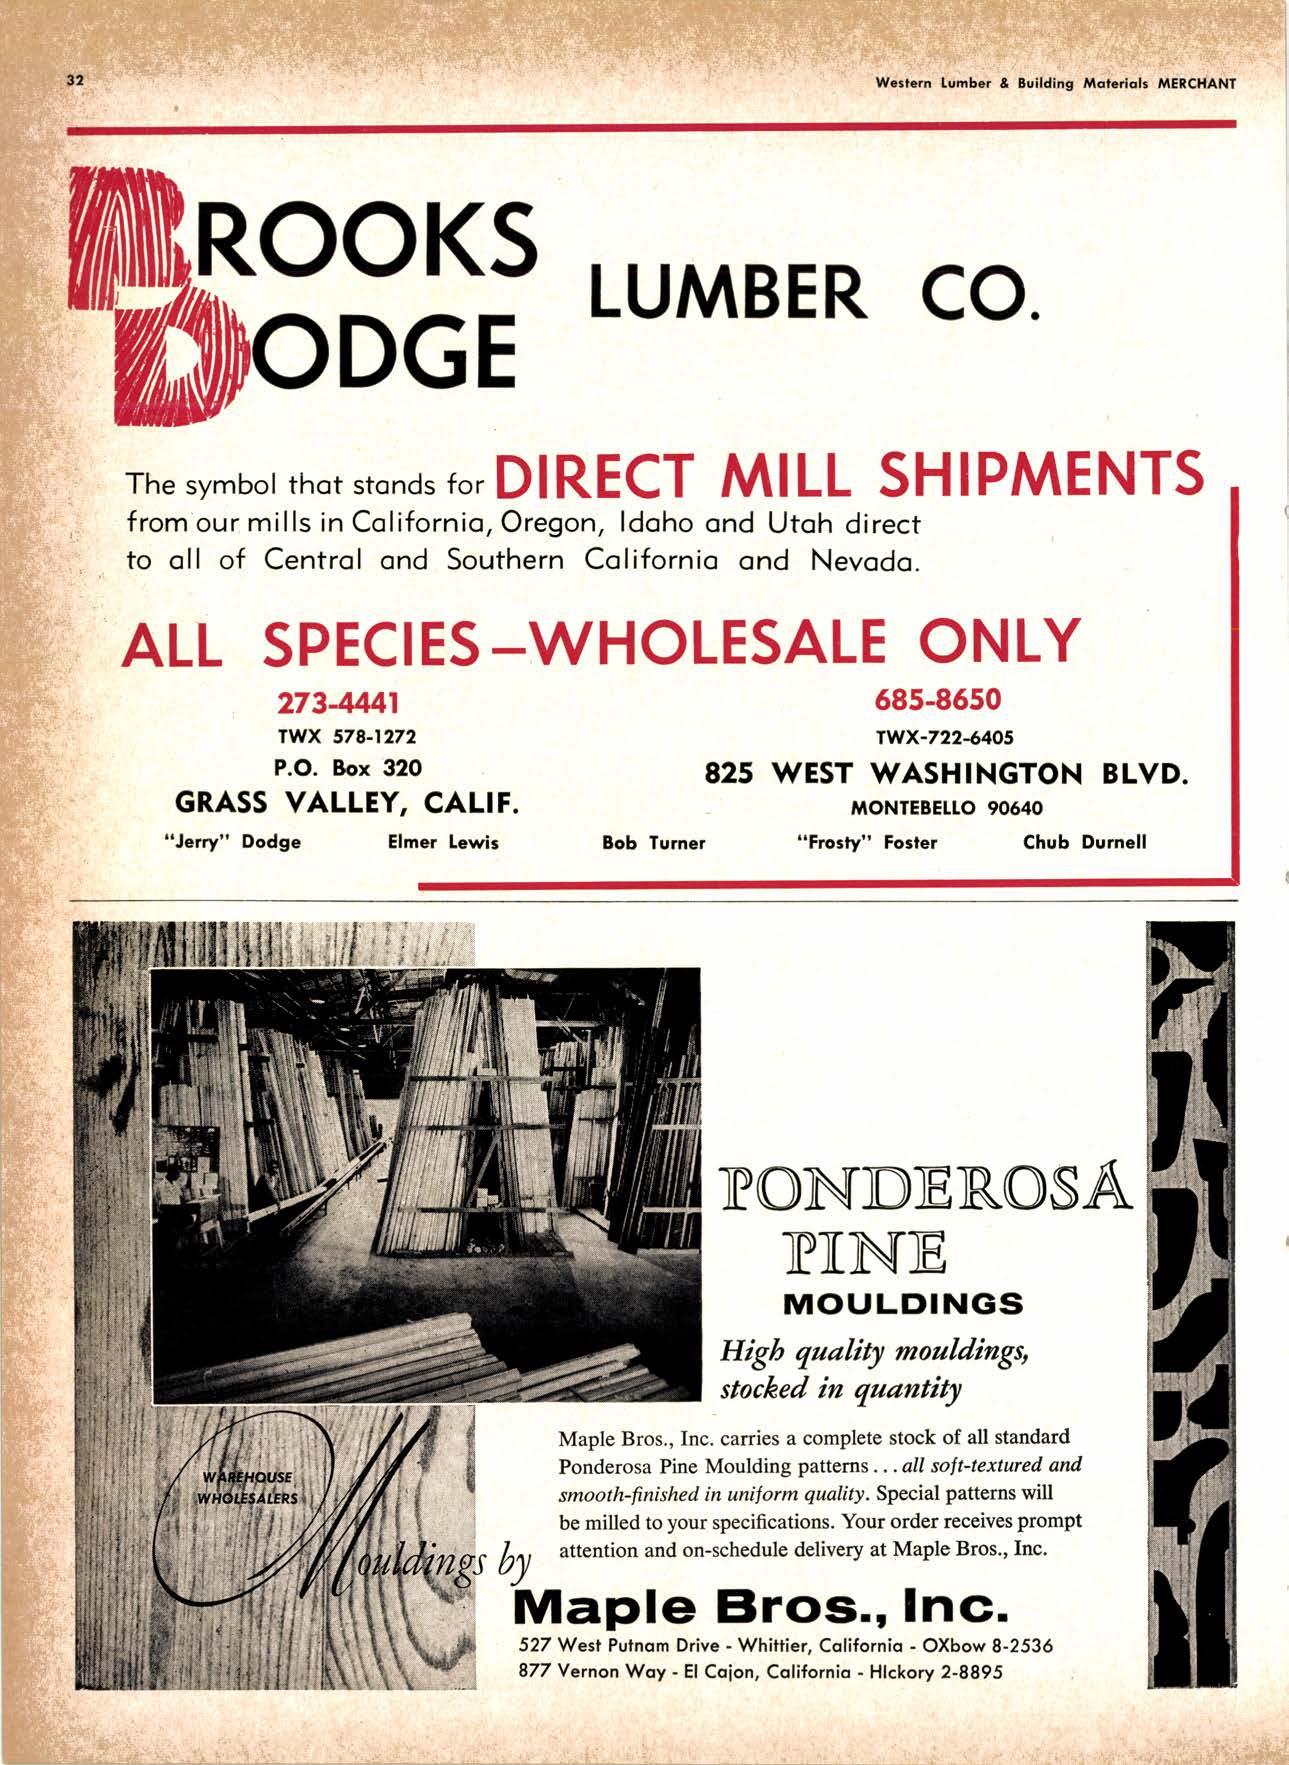 32
Western Lumber & Building Materials MERCHANT
BROOKS
DODGE
LUMBER CO.
The symbol that stands for DIRECT MILL SHIPMENTS
from our mills in California, Oregon, Idaho and Utah direct
to all of Central and Southern California and Nevada.
ALL SPECIES—WHOLESALE ONLY
273-4441
TWX 578-1272
P.O. Box 320
GRASS VALLEY, CALIF.
685-8650
TWX-722-6405
825 WEST WASHINGTON BLVD.
MONTEBELLO 90640
"Jerry" Dodge Elmer Lewis Bob Turner "Frosty" Foster Chub Durnell
PONDEROSA
PINE
MOULDINGS
High quality mouldings,
stocked in quantity
Maple Bros., Inc. carries a complete stock of all standard
Ponderosa Pine Moulding patterns . . . all soft-textured and
smooth-finished in uniform quality. Special patterns will
be milled to your specifications. Your order receives prompt
attention and on-schedule delivery at Maple Bros., Inc.
WAREHOUSE
WHOLESALERS
Mouldings by
Maple Bros., Inc.
527 West Putnam Drive - Whittier, California - OXbow 8-2536
877 Vernon Way - El Cajon, California - HIckory 2-8895